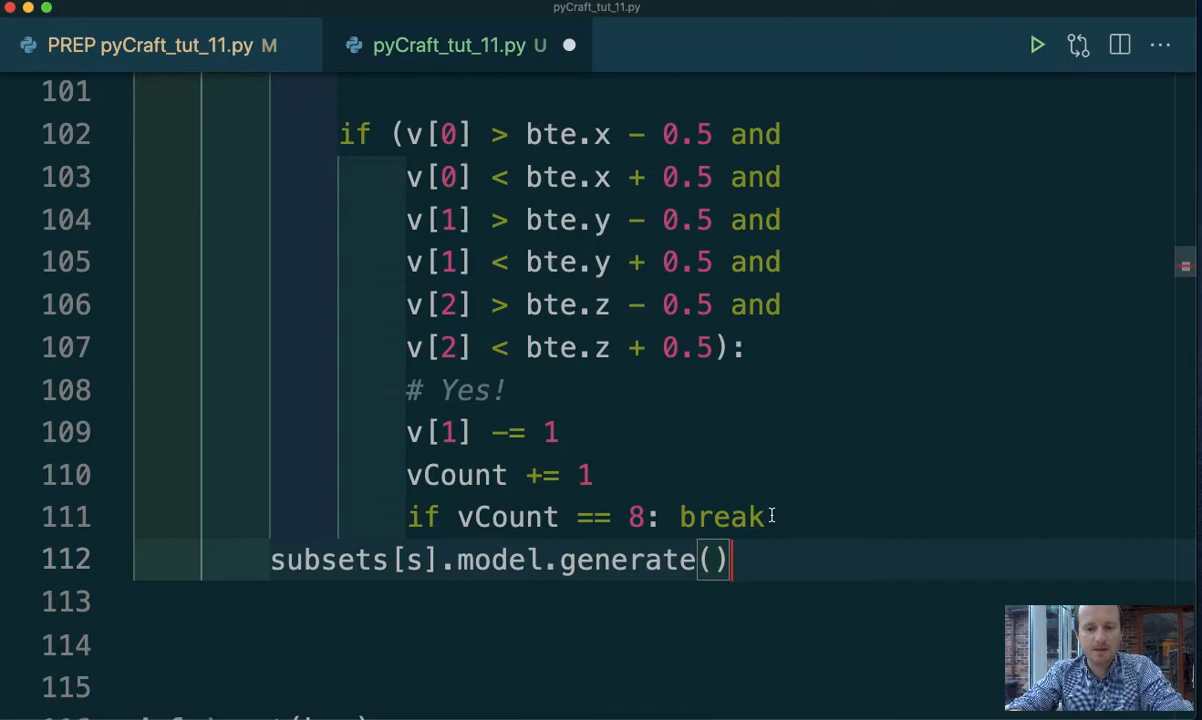 pyCraft_tut_11.py
PREP pyCraft_tut_11.py M pyCraft_tut_11.py U
101
102 if (v[0] > bte.x - 0.5 and
103 v[0] < bte.x + 0.5 and
104 v[1] > bte.y - 0.5 and
105 v[1] < bte.y + 0.5 and
106 v[2] > bte.z - 0.5 and
107 v[2] < bte.z + 0.5):
108 # Yes!
109 v[1] -= 1
110 vCount += 1
111 if vCount == 8: break
112 subsets[s].model.generate()
113
114
115